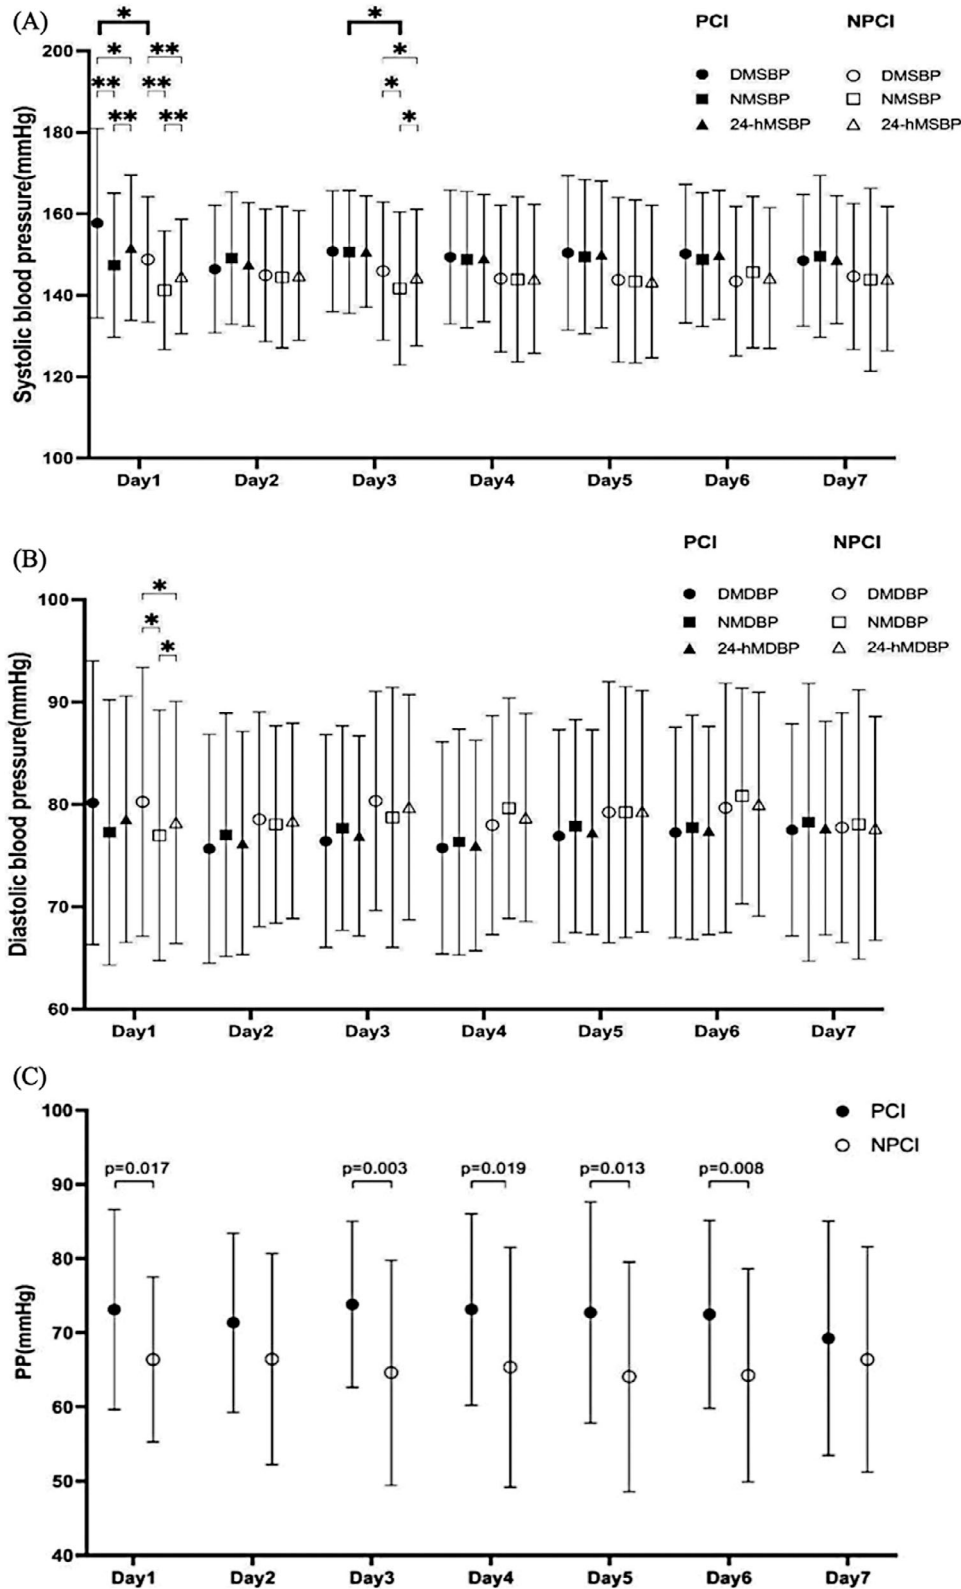 (A)
PCI NPCI
DMSBP DMSBP
NMSBP NMSBP
24-hMSBP 24-hMSBP
* *
* ** *
** ** *
** ** *
Systolic blood pressure(mmHg)
200
180
160
140
120
100
Day1 Day2 Day3 Day4 Day5 Day6 Day7
(B)
PCI NPCI
DMDBP DMDBP
NMDBP NMDBP
24-hMDBP 24-hMDBP
*
*
*
Diastolic blood pressure(mmHg)
100
90
80
70
60
Day1 Day2 Day3 Day4 Day5 Day6 Day7
(C)
PCI
NPCI
p=0.017 p=0.003 p=0.019 p=0.013 p=0.008
PP(mmHg)
100
90
80
70
60
50
40
Day1 Day2 Day3 Day4 Day5 Day6 Day7